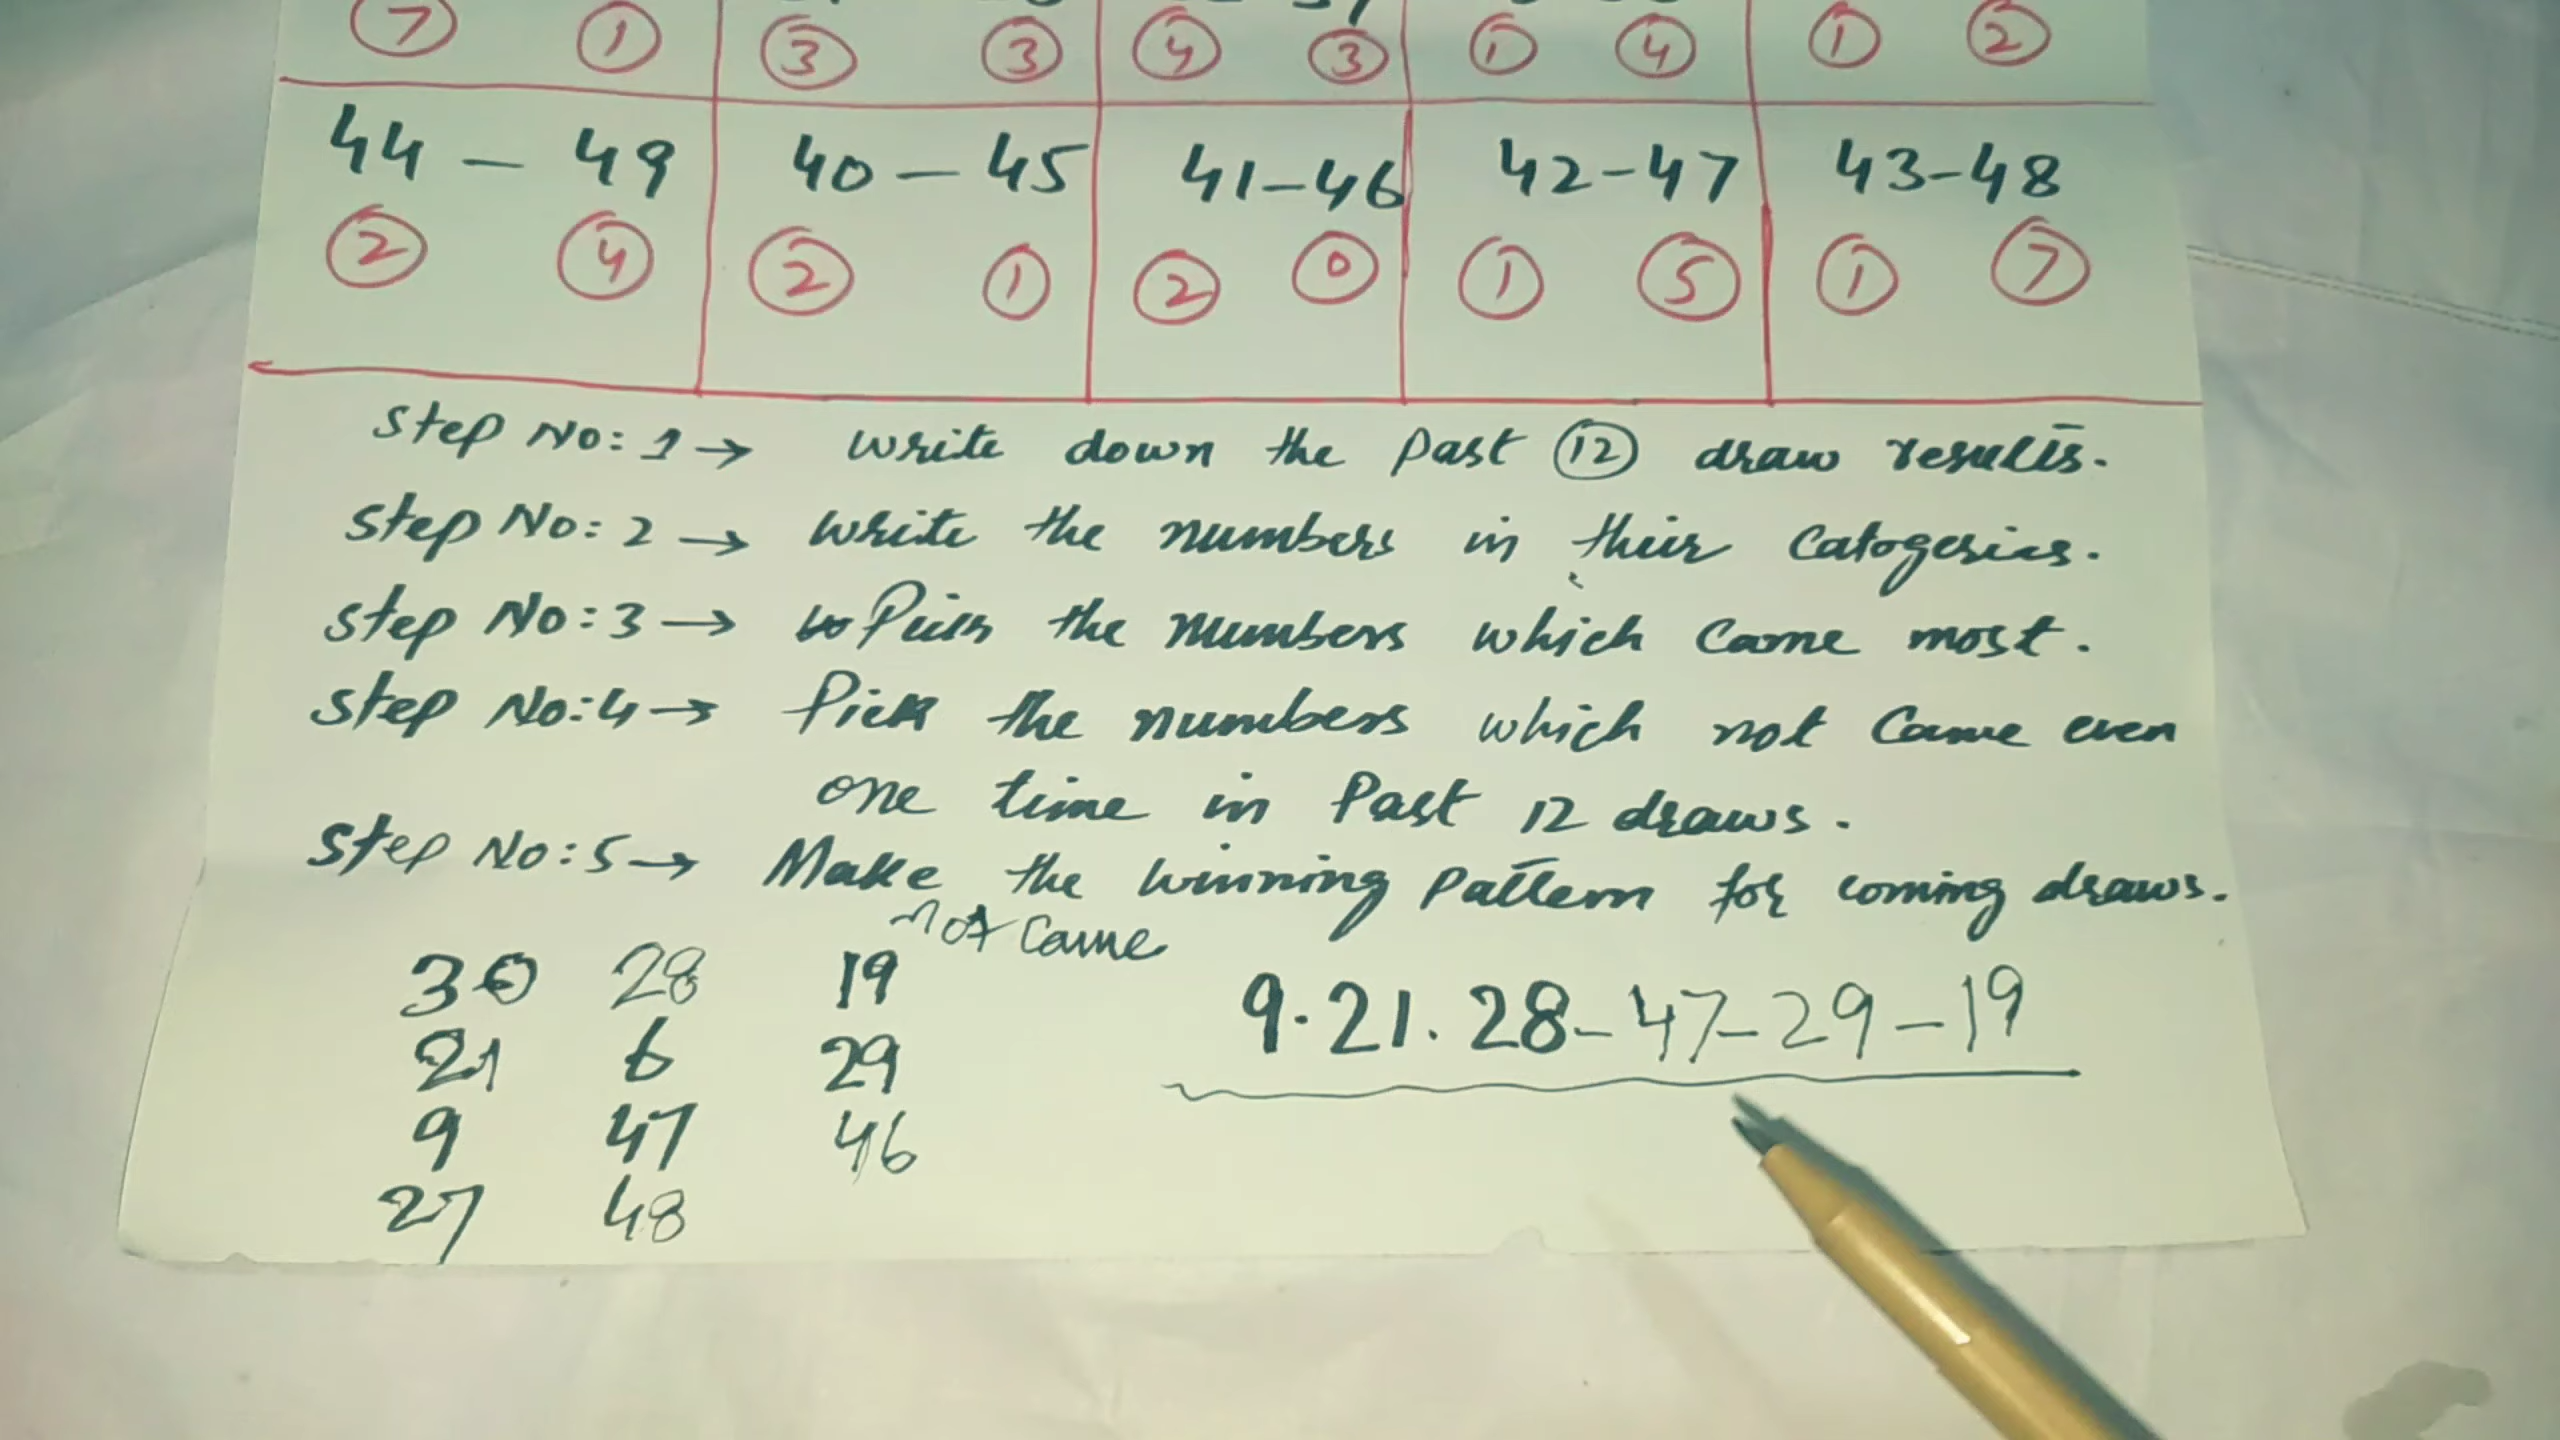 7 1 3 3 4 3 1 4 1 2
44 - 49 40 - 45 41-46 42-47 43-48
2 4 2 1 2 0 1 5 1 7
Step No: 1 → write down the past 12 draw results.
Step No: 2 → write the numbers in their Catogeries.
Step No: 3 → the numbers which came most.
Step No: 4 → Pick the numbers which not came even
one time in Past 12 draws.
Step No: 5 → Make the winning pattern for coming draws.
not came
30 28 19
21 6 29
9 47 46
27 48
9.21.28-47-29-19